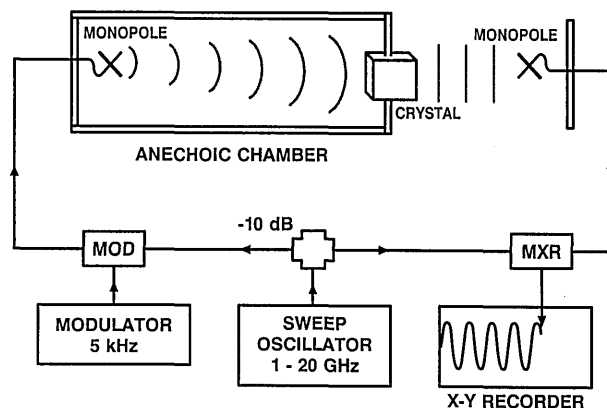 MONOPOLE
MONOPOLE
CRYSTAL
ANECHOIC CHAMBER
-10 dB
MOD
MXR
MODULATOR
5 kHz
SWEEP
OSCILLATOR
1 - 20 GHz
X-Y RECORDER